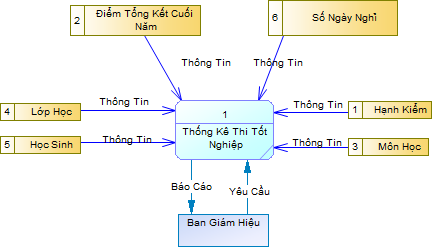 2 Điểm Tổng Kết Cuối
Năm
6 Số Ngày Nghỉ
Thông Tin
Thông Tin
4 Lớp Học
Thông Tin
1
Thông Tin
1 Hạnh Kiểm
5 Học Sinh
Thông Tin
Thống Kê Thi Tốt
Nghiệp
Thông Tin
3 Môn Học
Báo Cáo
Yêu Cầu
Ban Giám Hiệu